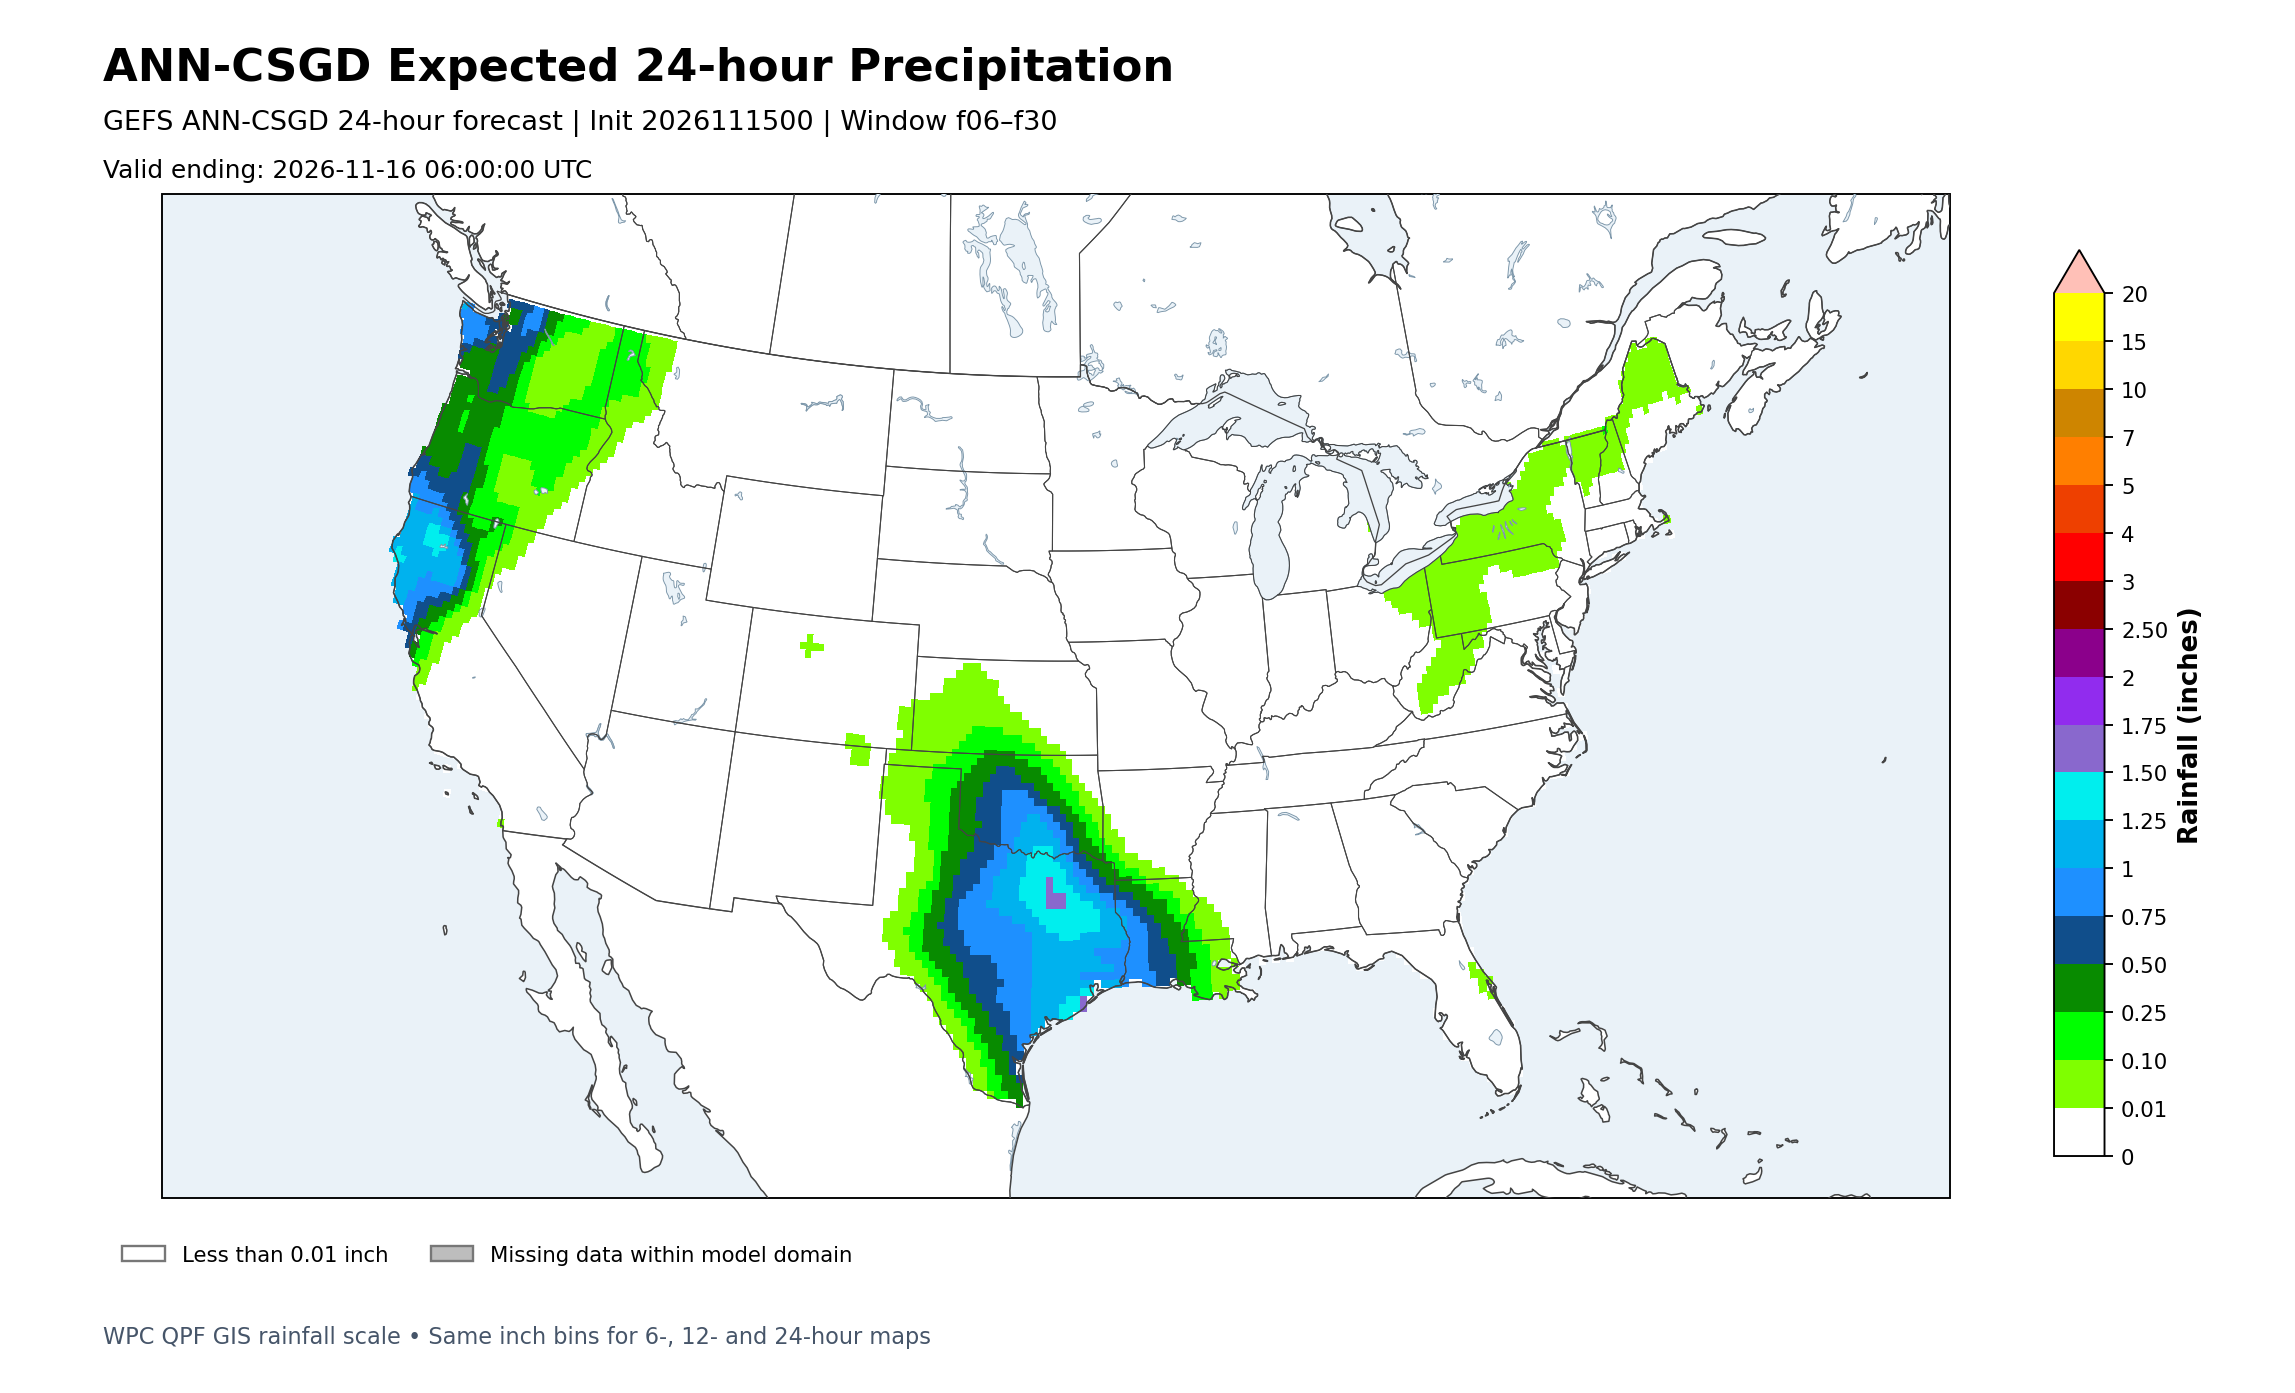 ANN-CSGD Expected 24-hour Precipitation
GEFS ANN-CSGD 24-hour forecast | Init 2026111500 | Window f06–f30
Valid ending: 2026-11-16 06:00:00 UTC
20
15
10
7
5
4
3
2.50
2
1.75
1.50
1.25
1
0.75
0.50
0.25
0.10
0.01
0
Rainfall (inches)
Less than 0.01 inch
Missing data within model domain
WPC QPF GIS rainfall scale • Same inch bins for 6-, 12- and 24-hour maps